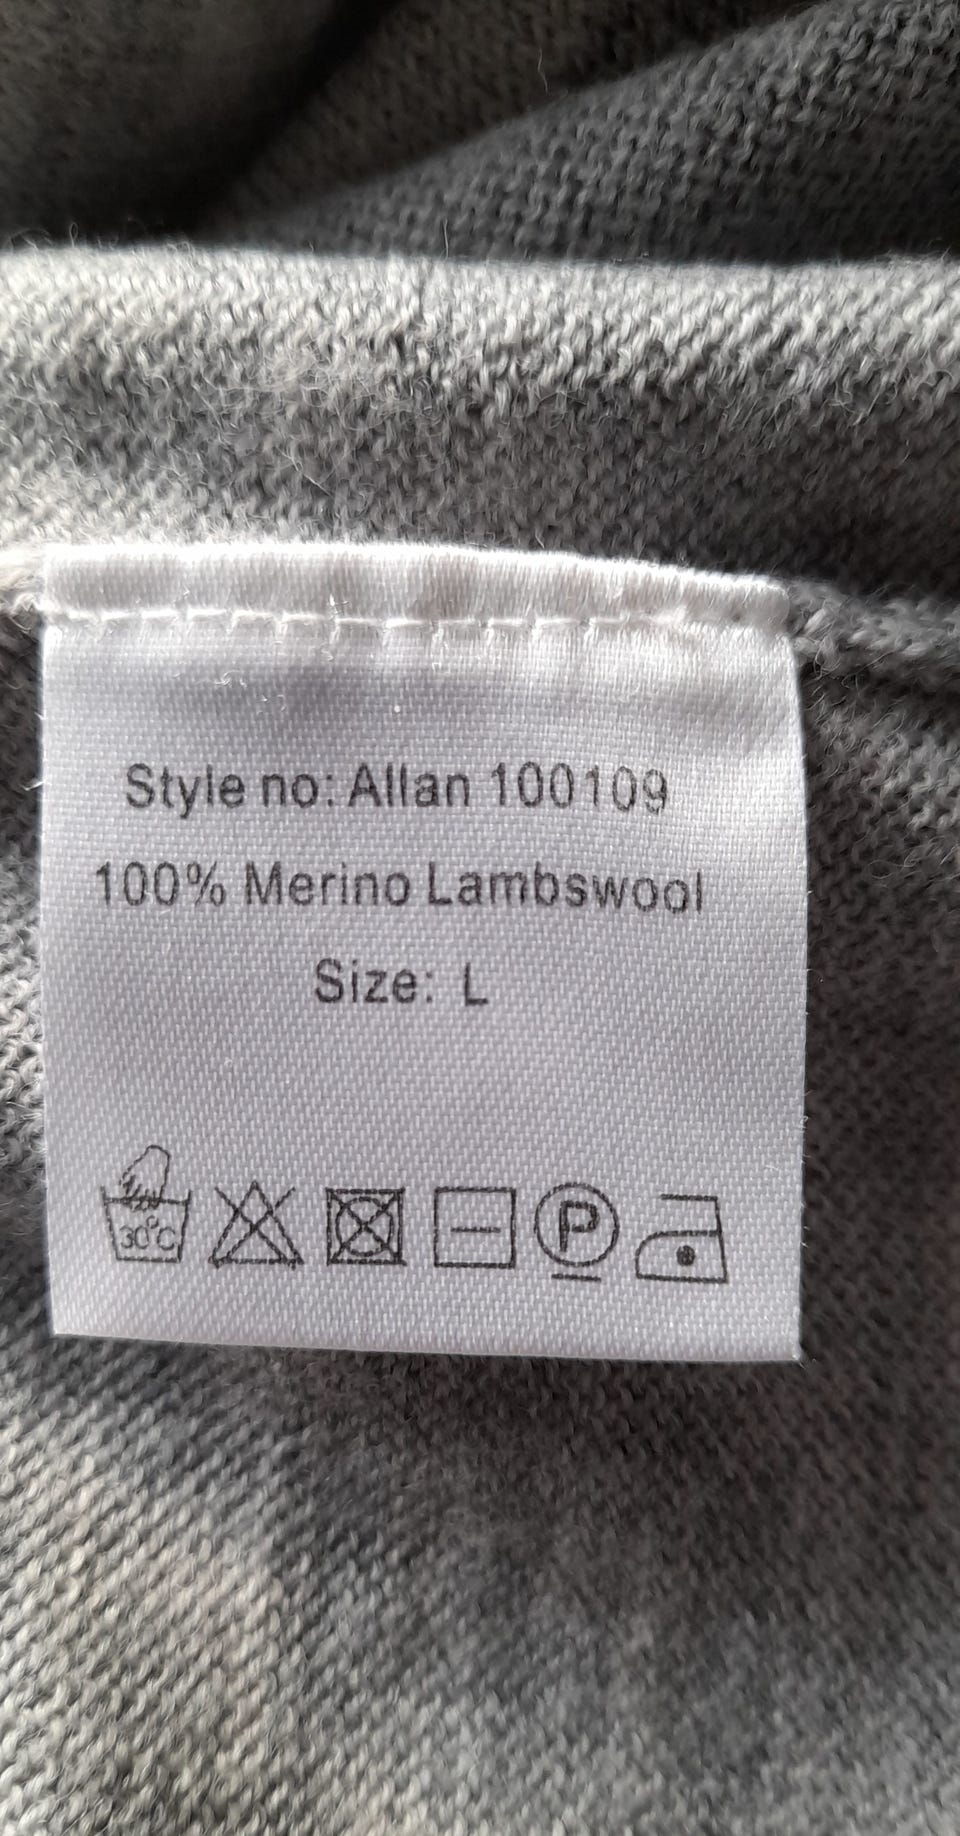 Style no: Allan 100109
100% Merino Lambswool
Size: L
30°C P